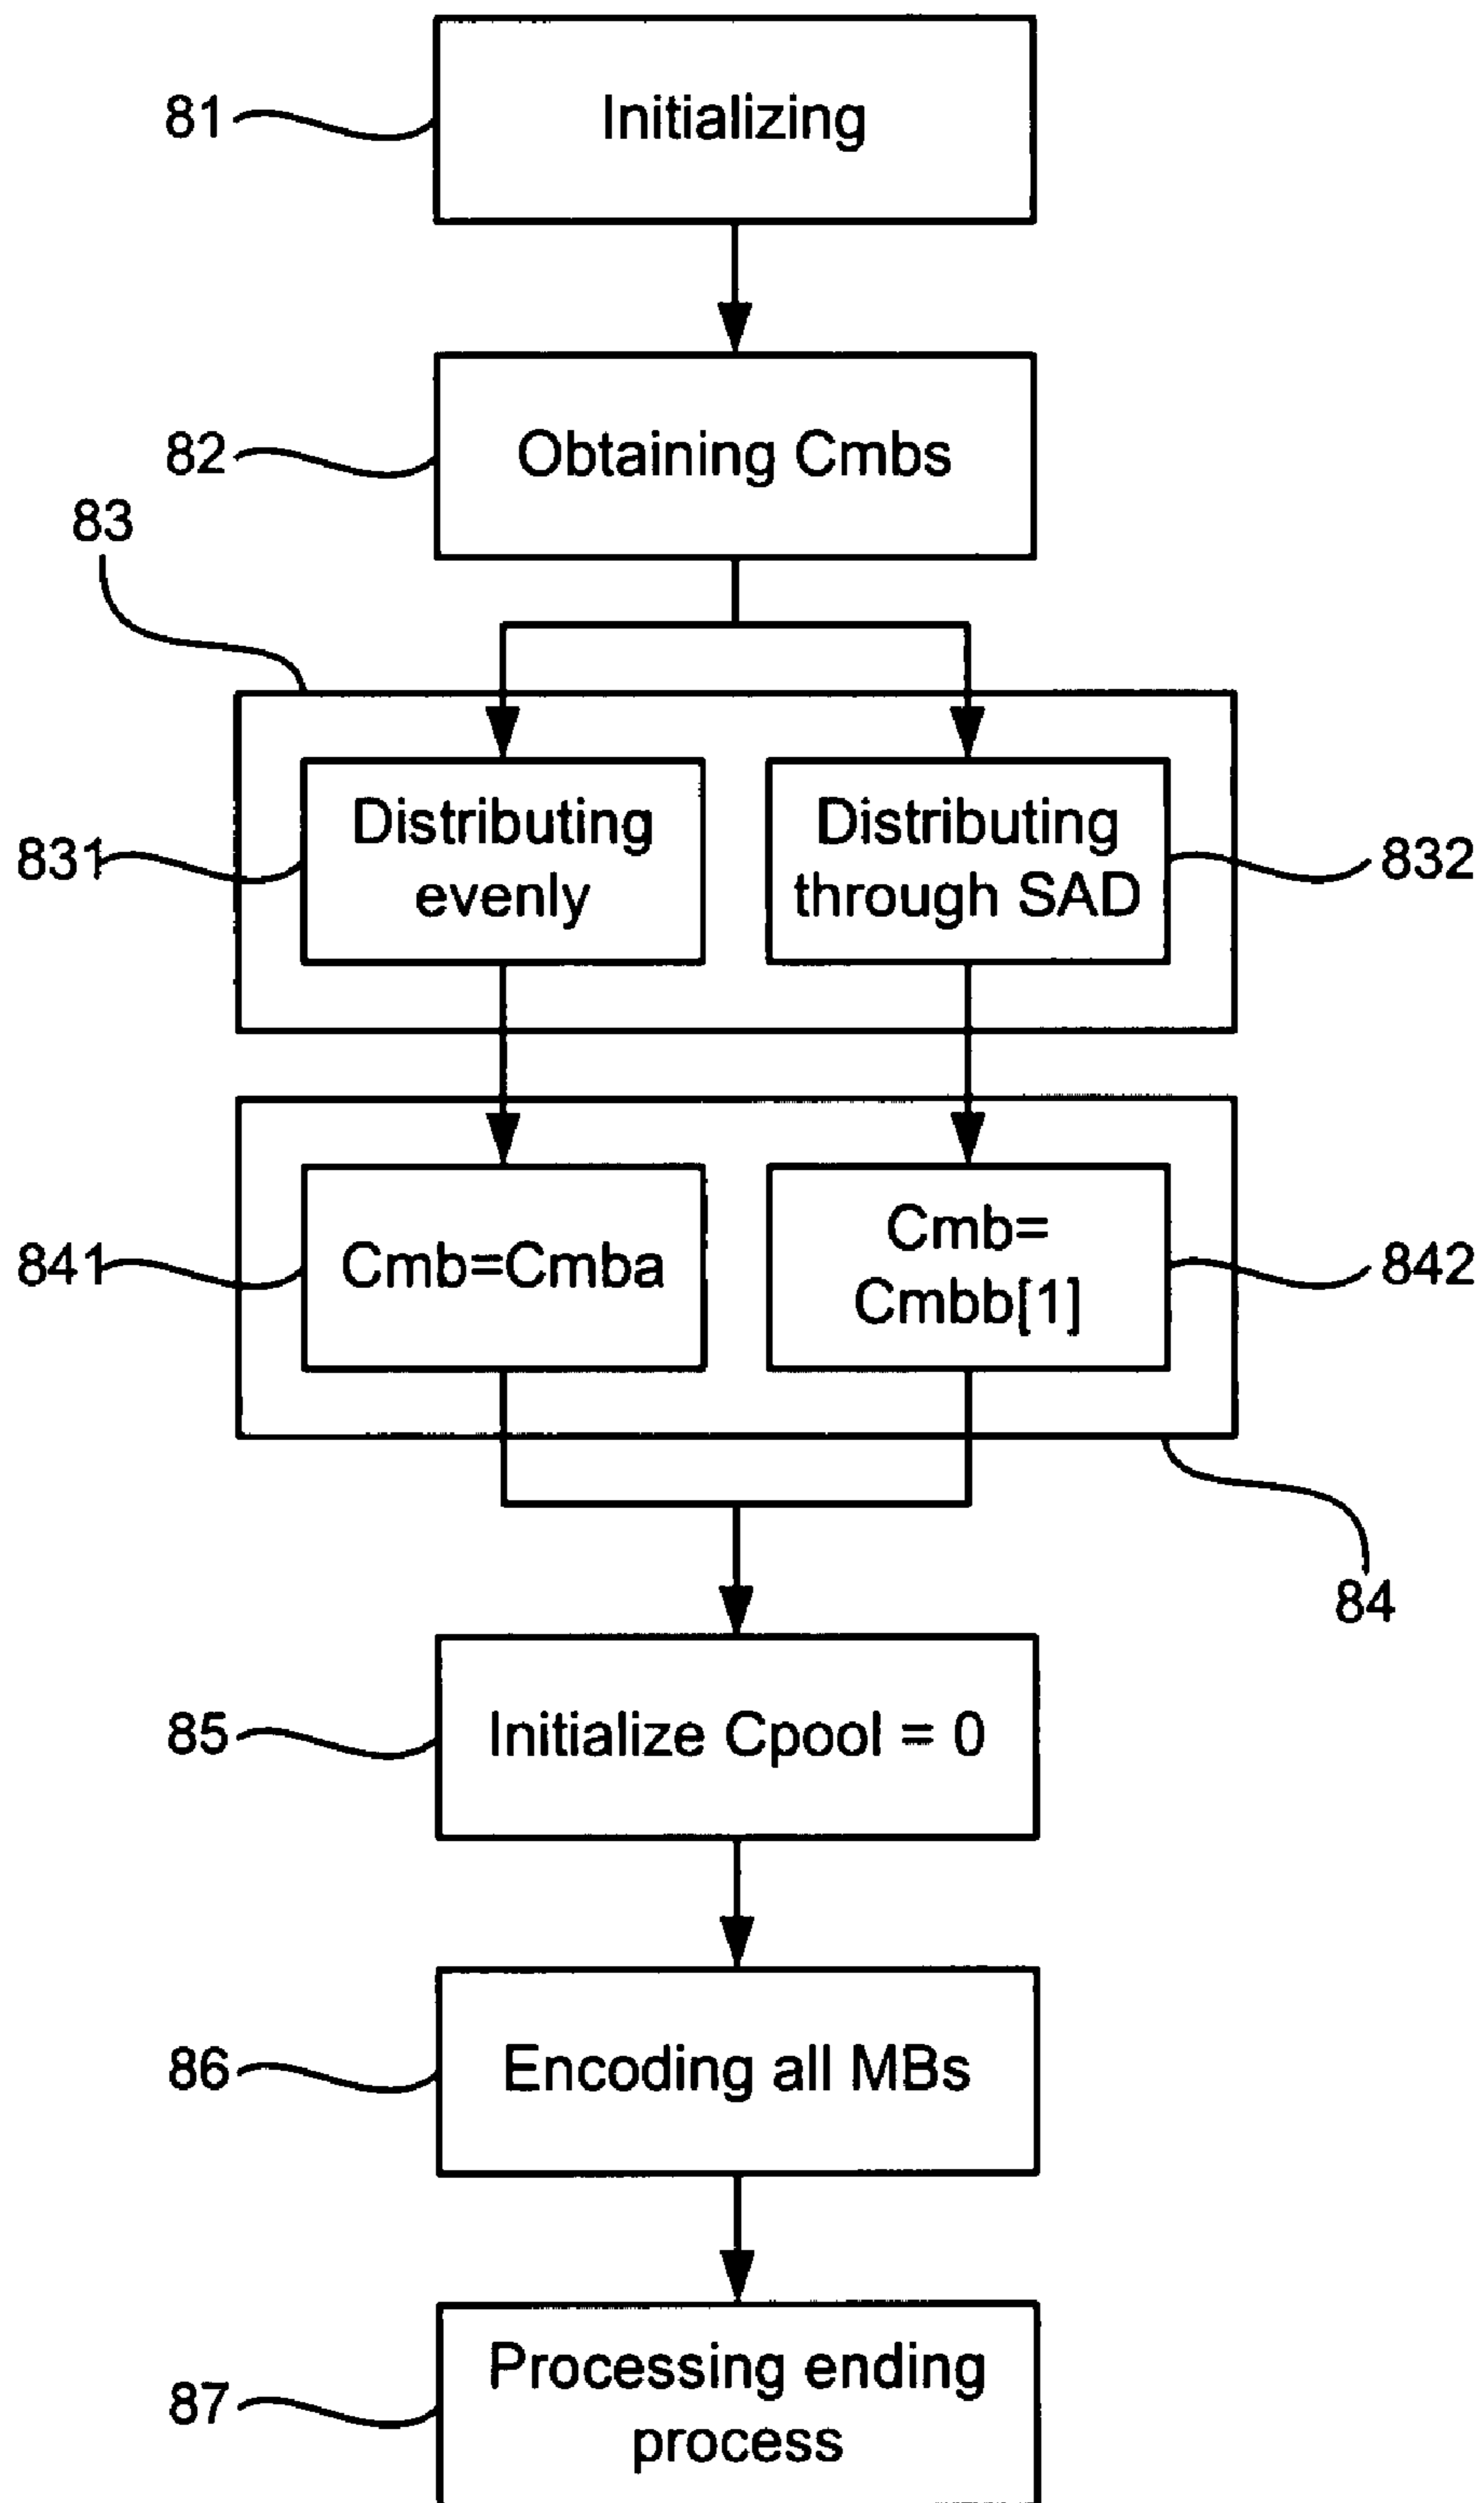 81
Initializing
82
Obtaining Cmbs
83
831
Distributing
evenly
Distributing
through SAD
832
841
Cmb=Cmba
Cmb=
Cmbb[1]
842
84
85
Initialize Cpool = 0
86
Encoding all MBs
87
Processing ending
process